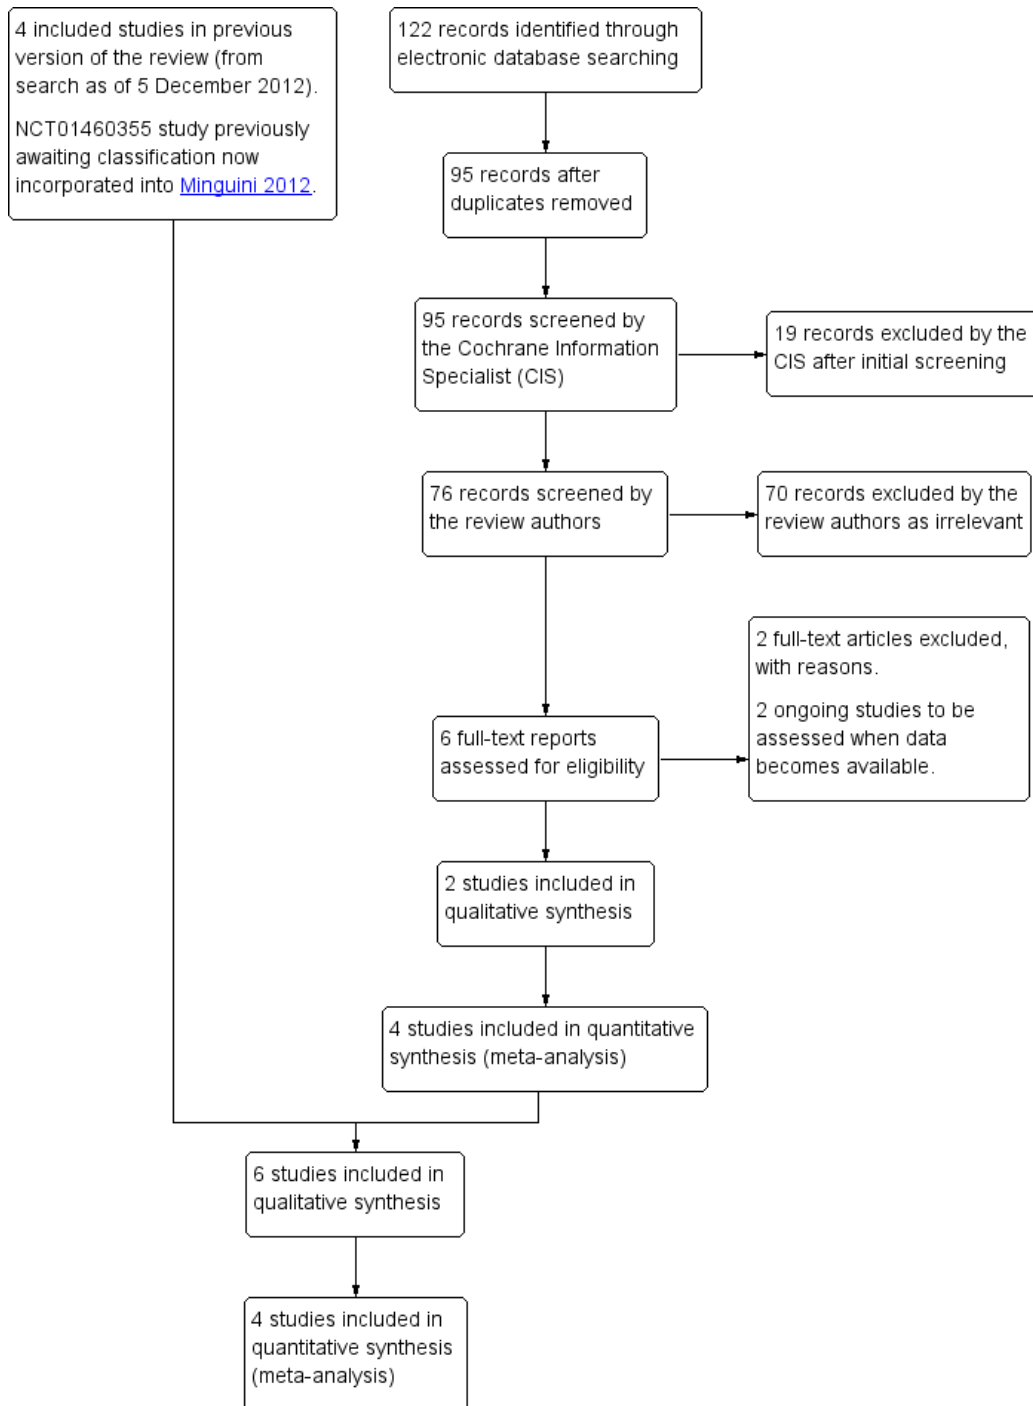 4 included studies in previous
version of the review (from
search as of 5 December 2012).
NCT01460355 study previously
awaiting classification now
incorporated into Minguini 2012.
122 records identified through
electronic database searching
95 records after
duplicates removed
95 records screened by
the Cochrane Information
Specialist (CIS)
19 records excluded by the
CIS after initial screening
76 records screened by
the review authors
70 records excluded by the
review authors as irrelevant
6 full-text reports
assessed for eligibility
2 full-text articles excluded,
with reasons.
2 ongoing studies to be
assessed when data
becomes available.
2 studies included in
qualitative synthesis
4 studies included in quantitative
synthesis (meta-analysis)
6 studies included in
qualitative synthesis
4 studies included in
quantitative synthesis
(meta-analysis)